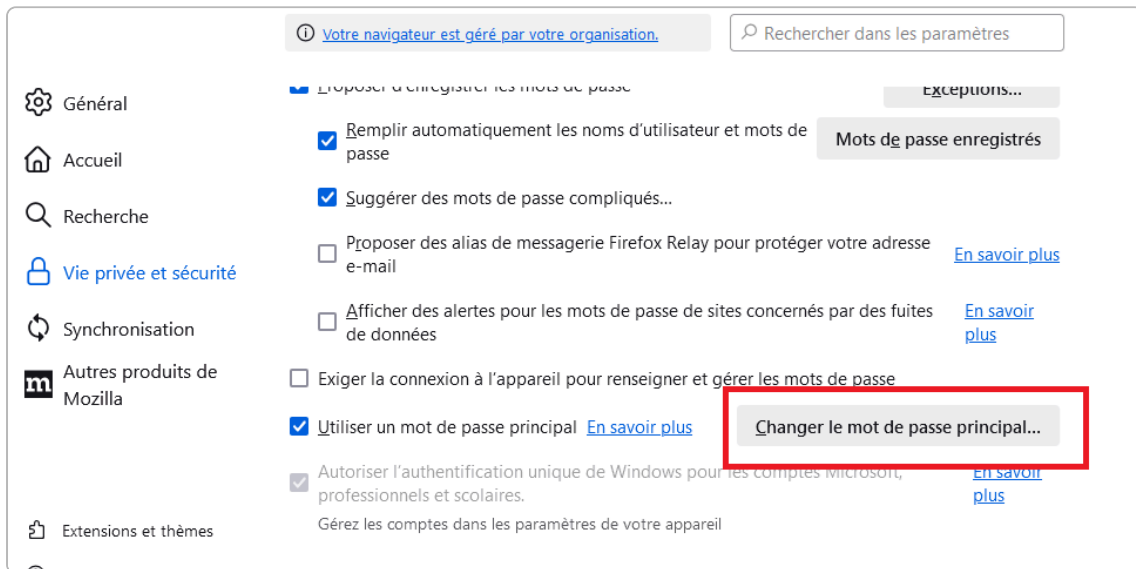 Votre navigateur est géré par votre organisation.
Rechercher dans les paramètres
Général
Accueil
Recherche
Vie privée et sécurité
Synchronisation
Autres produits de
Mozilla
Extensions et thèmes
Proposer d'enregistrer les mots de passe
Exceptions...
Remplir automatiquement les noms d'utilisateur et mots de
passe
Mots de passe enregistrés
Suggérer des mots de passe compliqués…
Proposer des alias de messagerie Firefox Relay pour protéger votre adresse
e-mail
En savoir plus
Afficher des alertes pour les mots de passe de sites concernés par des fuites
de données
En savoir
plus
Exiger la connexion à l'appareil pour renseigner et gérer les mots de passe
Utiliser un mot de passe principal En savoir plus
Changer le mot de passe principal...
Autoriser l'authentification unique de Windows pour les comptes Microsoft,
professionnels et scolaires.
En savoir
plus
Gérez les comptes dans les paramètres de votre appareil